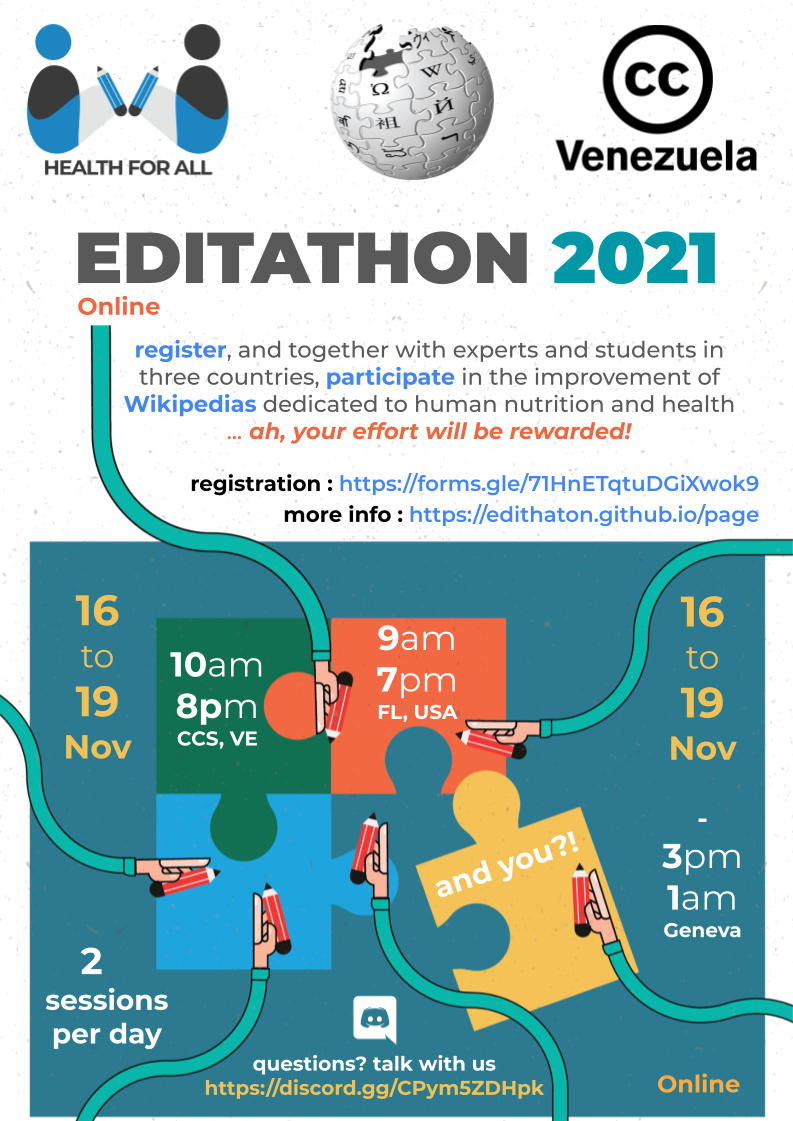 HEALTH FOR ALL
Ω
W
И
祖
cc
Venezuela
EDITATHON 2021
Online
register, and together with experts and students in
three countries, participate in the improvement of
Wikipedias dedicated to human nutrition and health
... ah, your effort will be rewarded!
registration : https://forms.gle/71HnETqtuDGiXwok9
more info : https://edithaton.github.io/page
16
to
19
Nov
10am
8pm
CCS, VE
9am
7pm
FL, USA
16
to
19
Nov
and you?!
-
3pm
1am
Geneva
2
sessions
per day
questions? talk with us
https://discord.gg/CPym5ZDHpk
Online